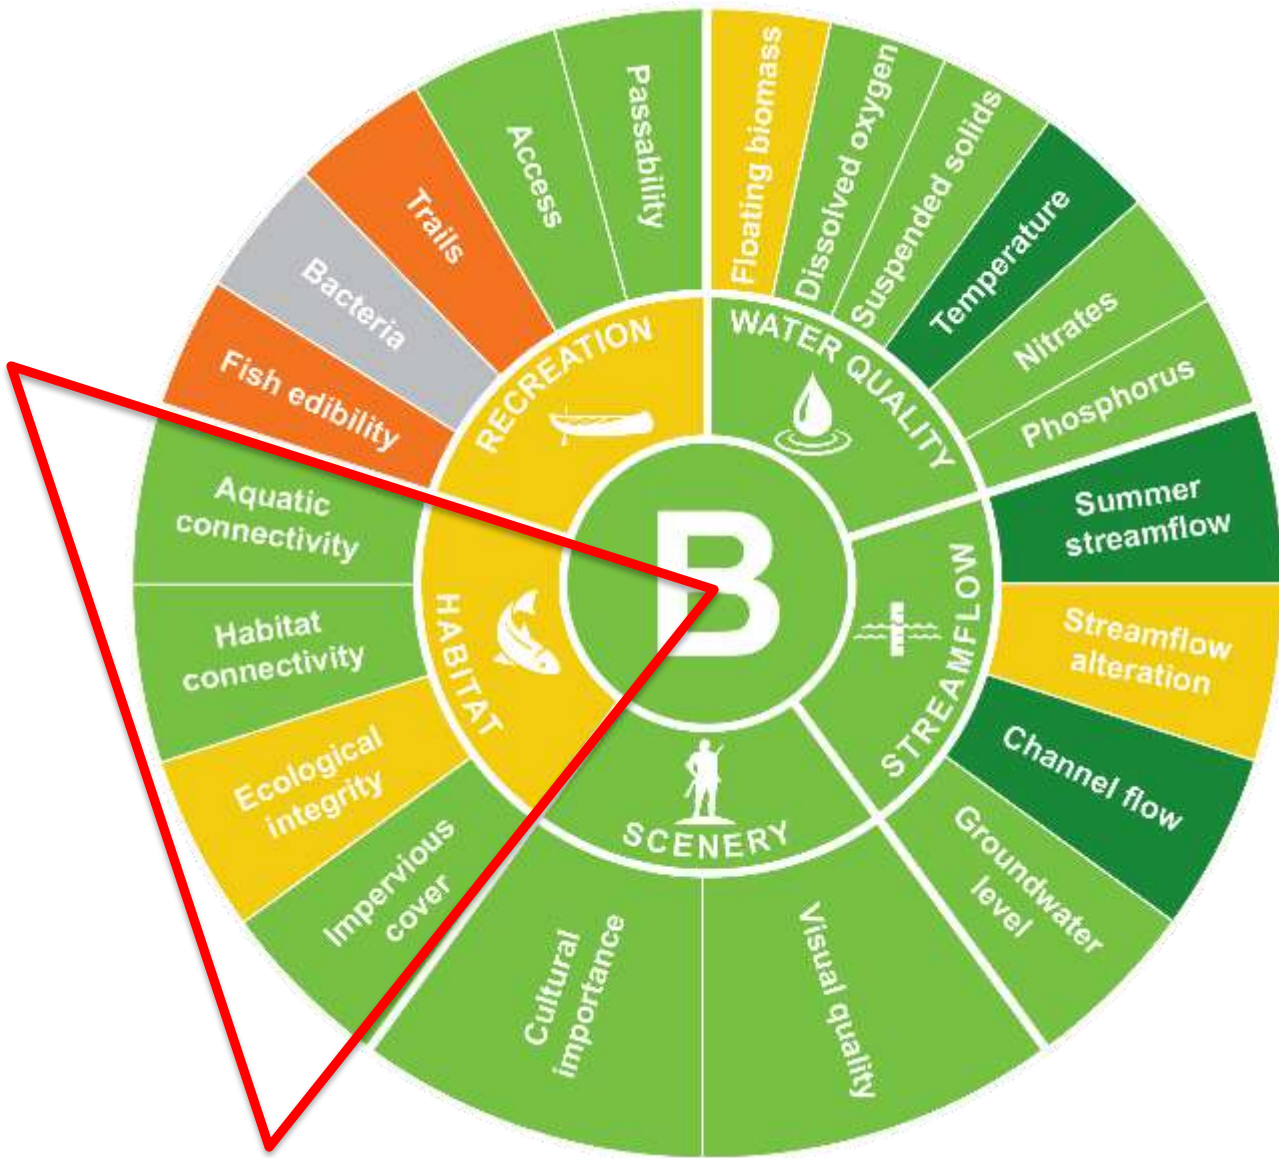 Floating biomass
Dissolved oxygen
Suspended solids
Temperature
Nitrates
Phosphorus
Summer
streamflow
Streamflow
alteration
Channel flow
Groundwater
level
Visual quality
Cultural
importance
Impervious
cover
Ecological
integrity
Habitat
connectivity
Aquatic
connectivity
Fish edibility
Bacteria
Trails
Access
Passability
WATER QUALITY
STREAMFLOW
SCENERY
HABITAT
RECREATION
B